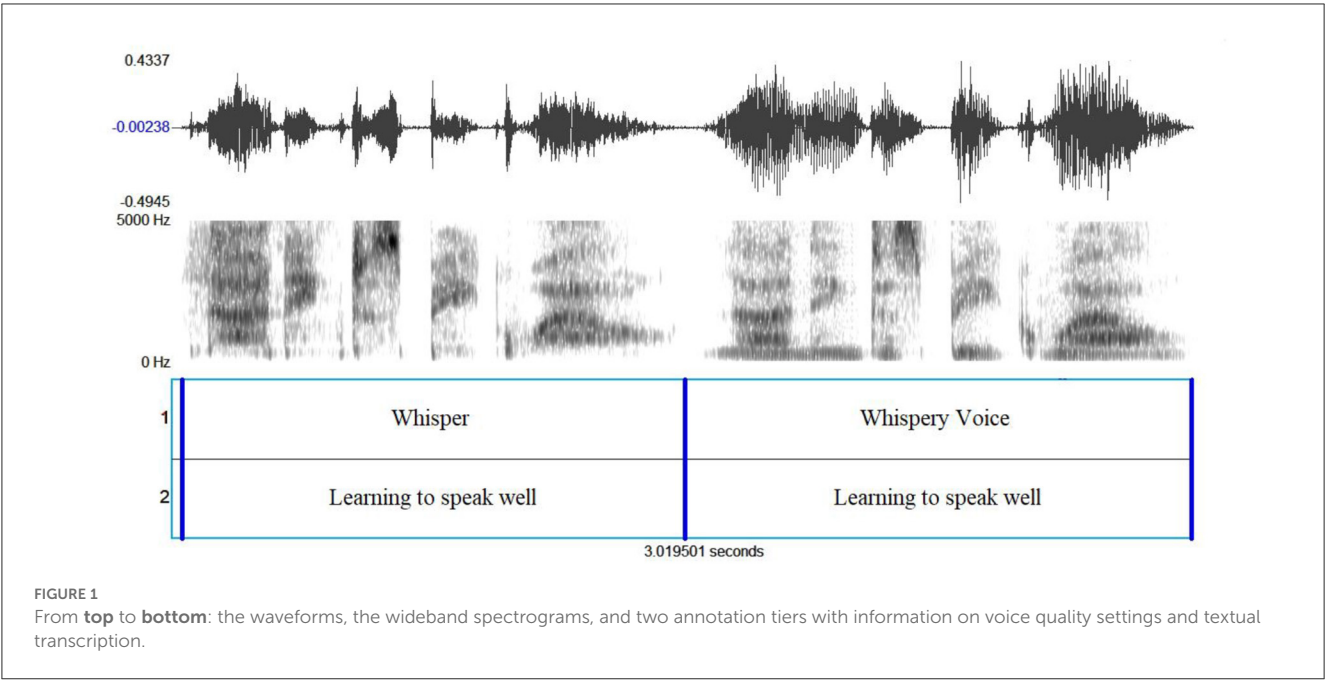 0.4337
-0.00238
-0.4945
5000 Hz
0 Hz
1 Whisper Whispery Voice
2 Learning to speak well Learning to speak well
3.019501 seconds
FIGURE 1
From top to bottom: the waveforms, the wideband spectrograms, and two annotation tiers with information on voice quality settings and textual
transcription.